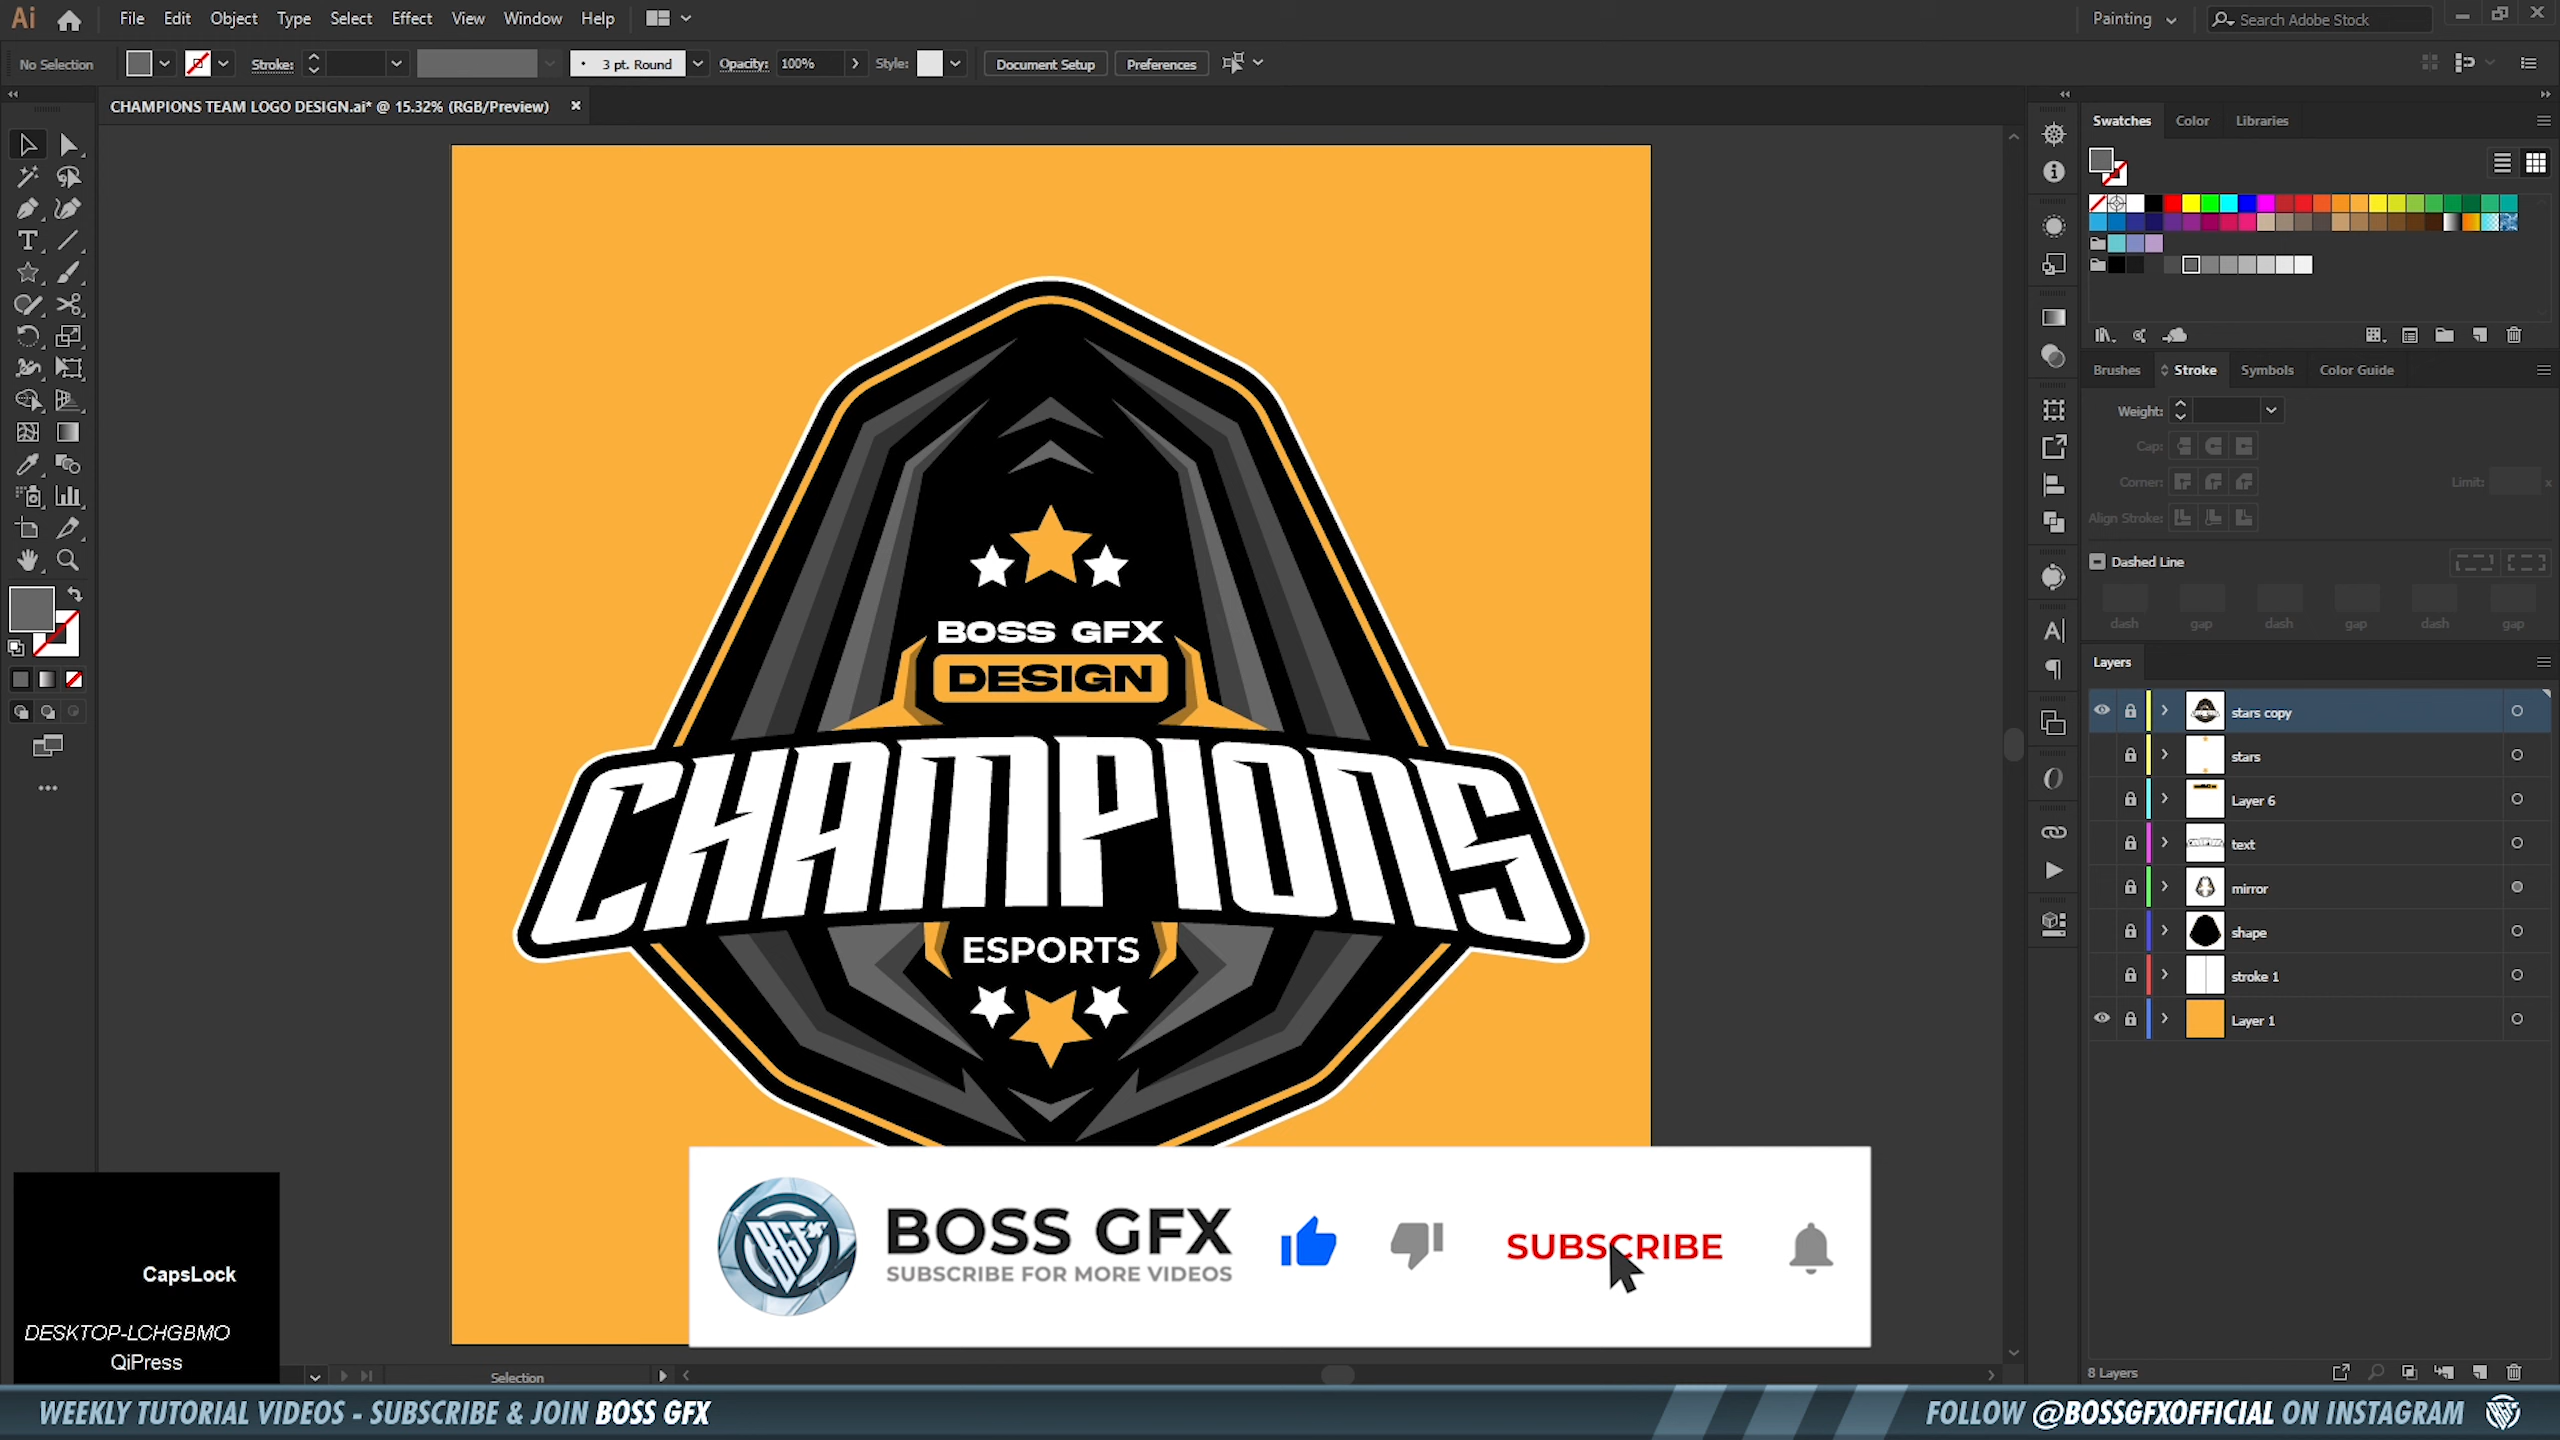 Ai File Edit Object Type Select Effect View Window Help Painting Search Adobe Stock
No Selection Stroke: 3 pt. Round Opacity: 100% Style: Document Setup Preferences
CHAMPIONS TEAM LOGO DESIGN.ai* @ 15.32% (RGB/Preview)
Swatches Color Libraries
Brushes Stroke Symbols Color Guide
Weight:
Cap:
Corner: Limit: x
Align Stroke:
Dashed Line
dash gap dash gap dash gap
Layers
stars copy
stars
Layer 6
text
mirror
shape
stroke 1
Layer 1
8 Layers
BOSS GFX
DESIGN
CHAMPIONS
ESPORTS
BOSS GFX
SUBSCRIBE FOR MORE VIDEOS
SUBSCRIBE
BGFX
CapsLock
DESKTOP-LCHGBMO
QiPress
Selection
WEEKLY TUTORIAL VIDEOS - SUBSCRIBE & JOIN BOSS GFX
FOLLOW @BOSSGFXOFFICIAL ON INSTAGRAM